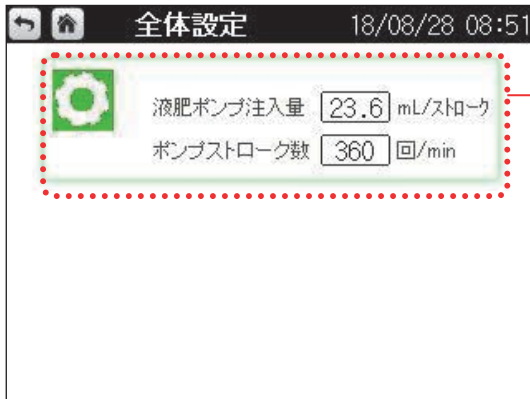 全体設定 18/08/28 08:51
液肥ポンプ注入量 23.6 mL/ストローク
ポンプストローク数 360 回/min